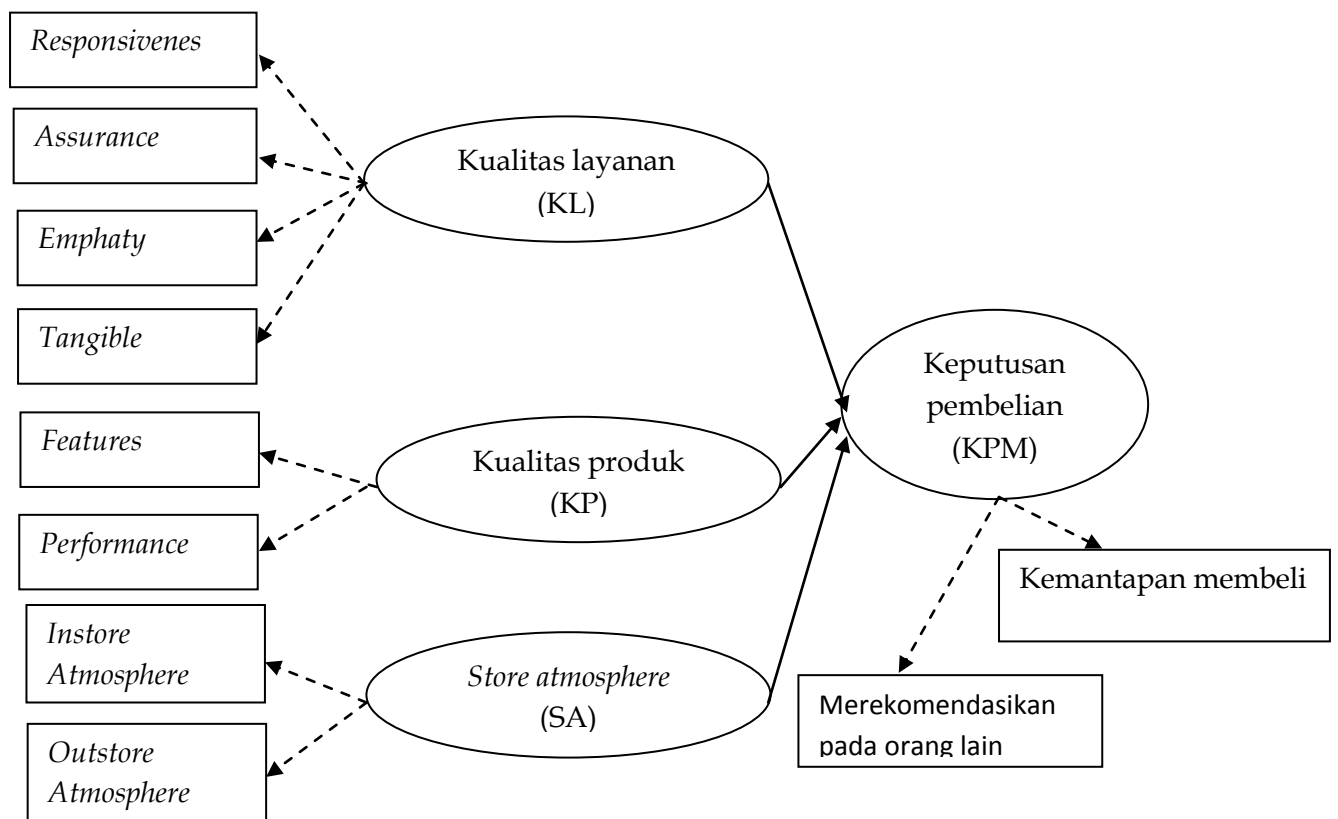 Responsivenes
Assurance
Emphaty
Tangible
Features
Performance
Instore
Atmosphere
Outstore
Atmosphere
Kualitas layanan
(KL)
Kualitas produk
(KP)
Store atmosphere
(SA)
Keputusan
pembelian
(KPM)
Kemantapan membeli
Merekomendasikan
pada orang lain